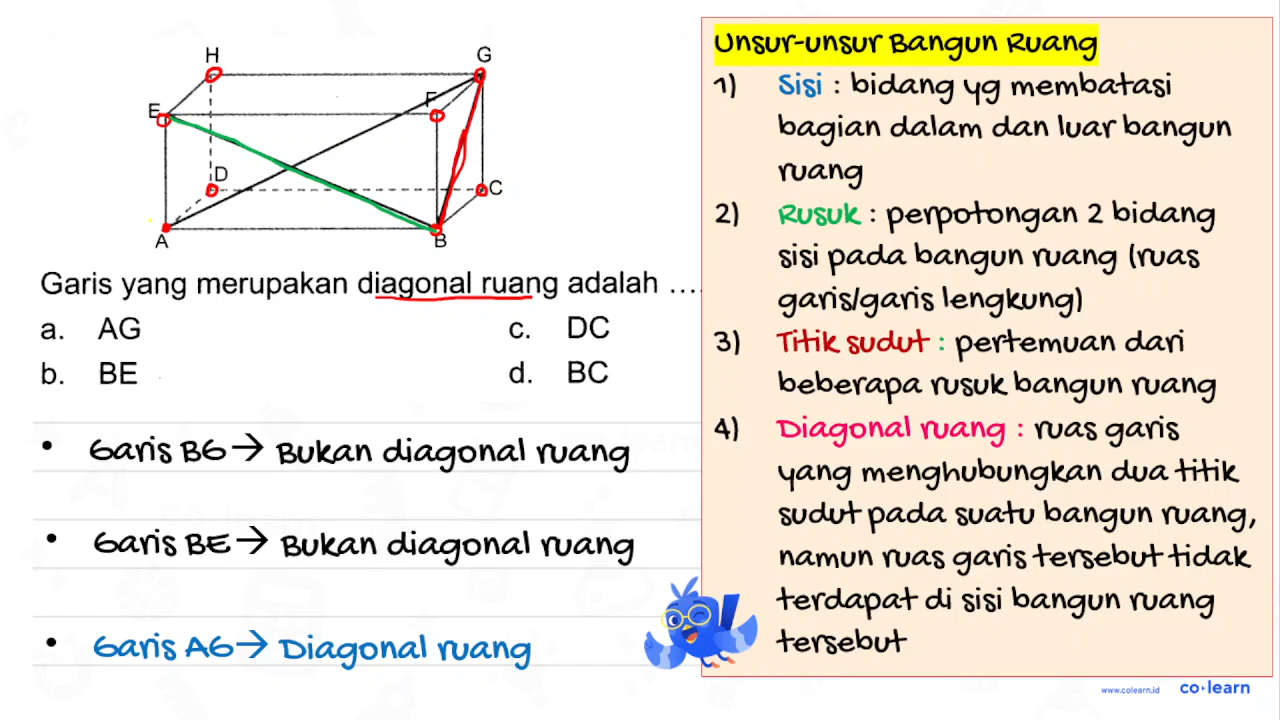 H
G
E
F
D
C
A
B
Garis yang merupakan diagonal ruang adalah ....
a. AG
c. DC
b. BE
d. BC
• Garis BG → Bukan diagonal ruang
• Garis BE → Bukan diagonal ruang
• Garis AG → Diagonal ruang
Unsur-unsur Bangun Ruang
1) Sisi : bidang yg membatasi
bagian dalam dan luar bangun
ruang
2) Rusuk : perpotongan 2 bidang
sisi pada bangun ruang (ruas
garis/garis lengkung)
3) Titik sudut : pertemuan dari
beberapa rusuk bangun ruang
4) Diagonal ruang : ruas garis
yang menghubungkan dua titik
sudut pada suatu bangun ruang,
namun ruas garis tersebut tidak
terdapat di sisi bangun ruang
tersebut
www.colearn.id
co·learn